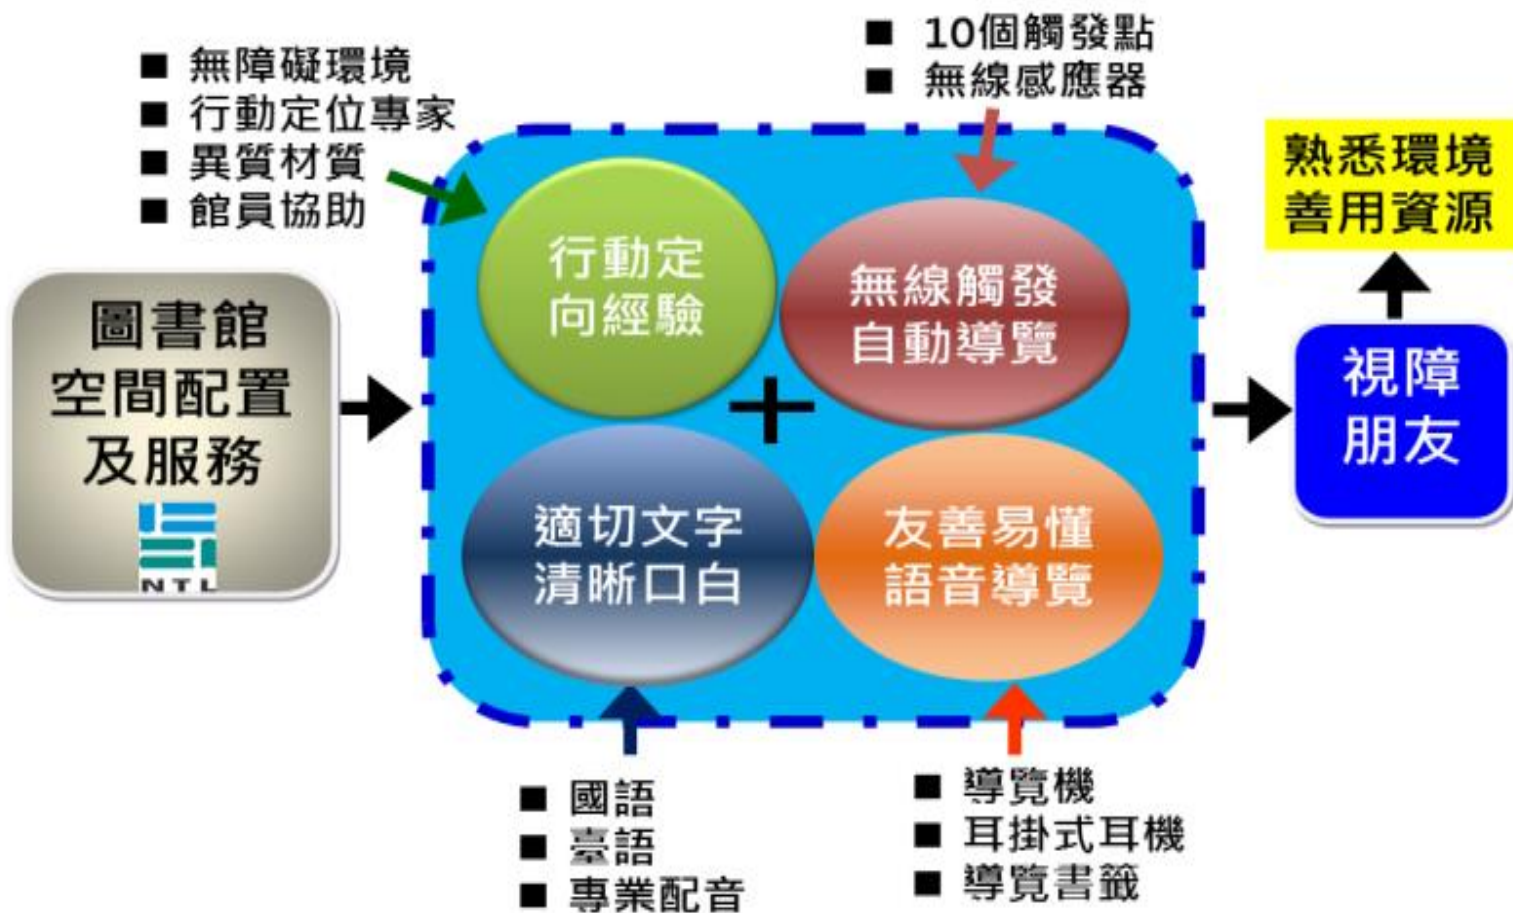 無障礙環境
行動定位專家
異質材質
館員協助
10個觸發點
無線感應器
圖書館
空間配置
及服務
NTL
行動定
向經驗
無線觸發
自動導覽
適切文字
清晰口白
友善易懂
語音導覽
熟悉環境
善用資源
視障
朋友
國語
臺語
專業配音
導覽機
耳掛式耳機
導覽書籤